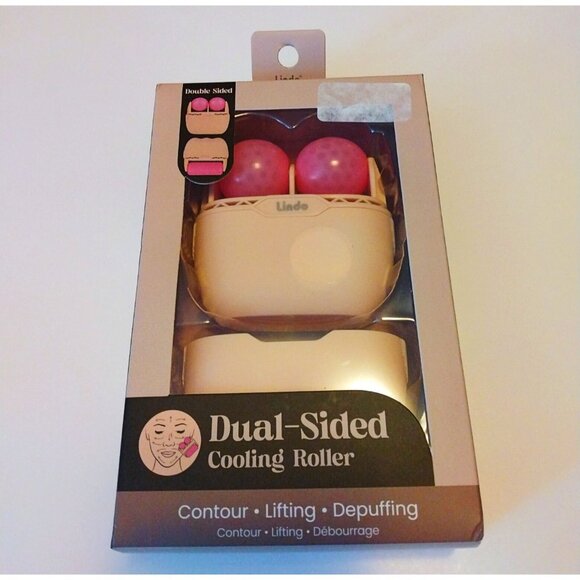 Lindo®
Double Sided
Lindo
Dual-Sided
Cooling Roller
Contour • Lifting • Depuffing
Contour • Lifting • Débourrage